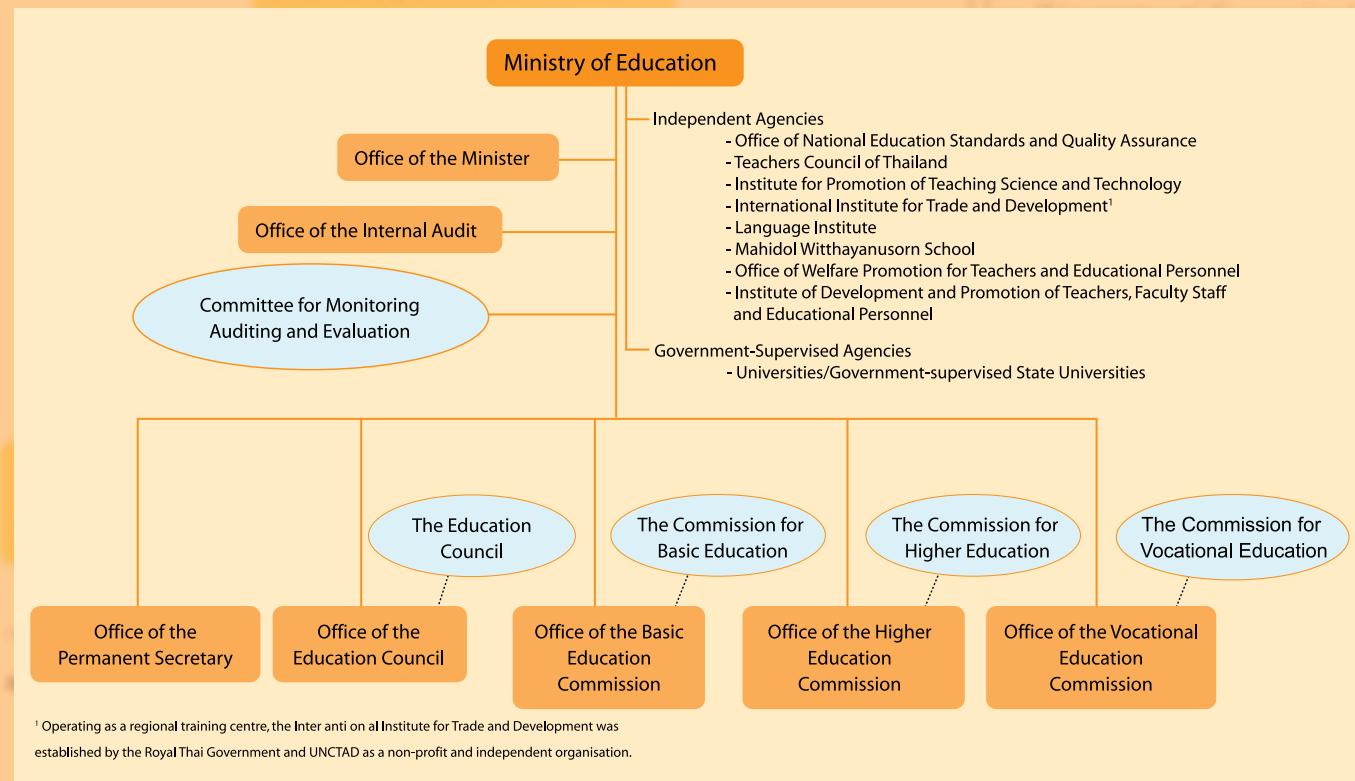 Ministry of Education
Independent Agencies
- Office of National Education Standards and Quality Assurance
- Teachers Council of Thailand
- Institute for Promotion of Teaching Science and Technology
- International Institute for Trade and Development¹
- Language Institute
- Mahidol Witthayanusorn School
- Office of Welfare Promotion for Teachers and Educational Personnel
- Institute of Development and Promotion of Teachers, Faculty Staff
and Educational Personnel
Government-Supervised Agencies
- Universities/Government-supervised State Universities
Office of the Minister
Office of the Internal Audit
Committee for Monitoring
Auditing and Evaluation
The Education
Council
The Commission for
Basic Education
The Commission for
Higher Education
The Commission for
Vocational Education
Office of the
Permanent Secretary
Office of the
Education Council
Office of the Basic
Education
Commission
Office of the Higher
Education
Commission
Office of the Vocational
Education
Commission
¹ Operating as a regional training centre, the Inter anti on al Institute for Trade and Development was
established by the Royal Thai Government and UNCTAD as a non-profit and independent organisation.